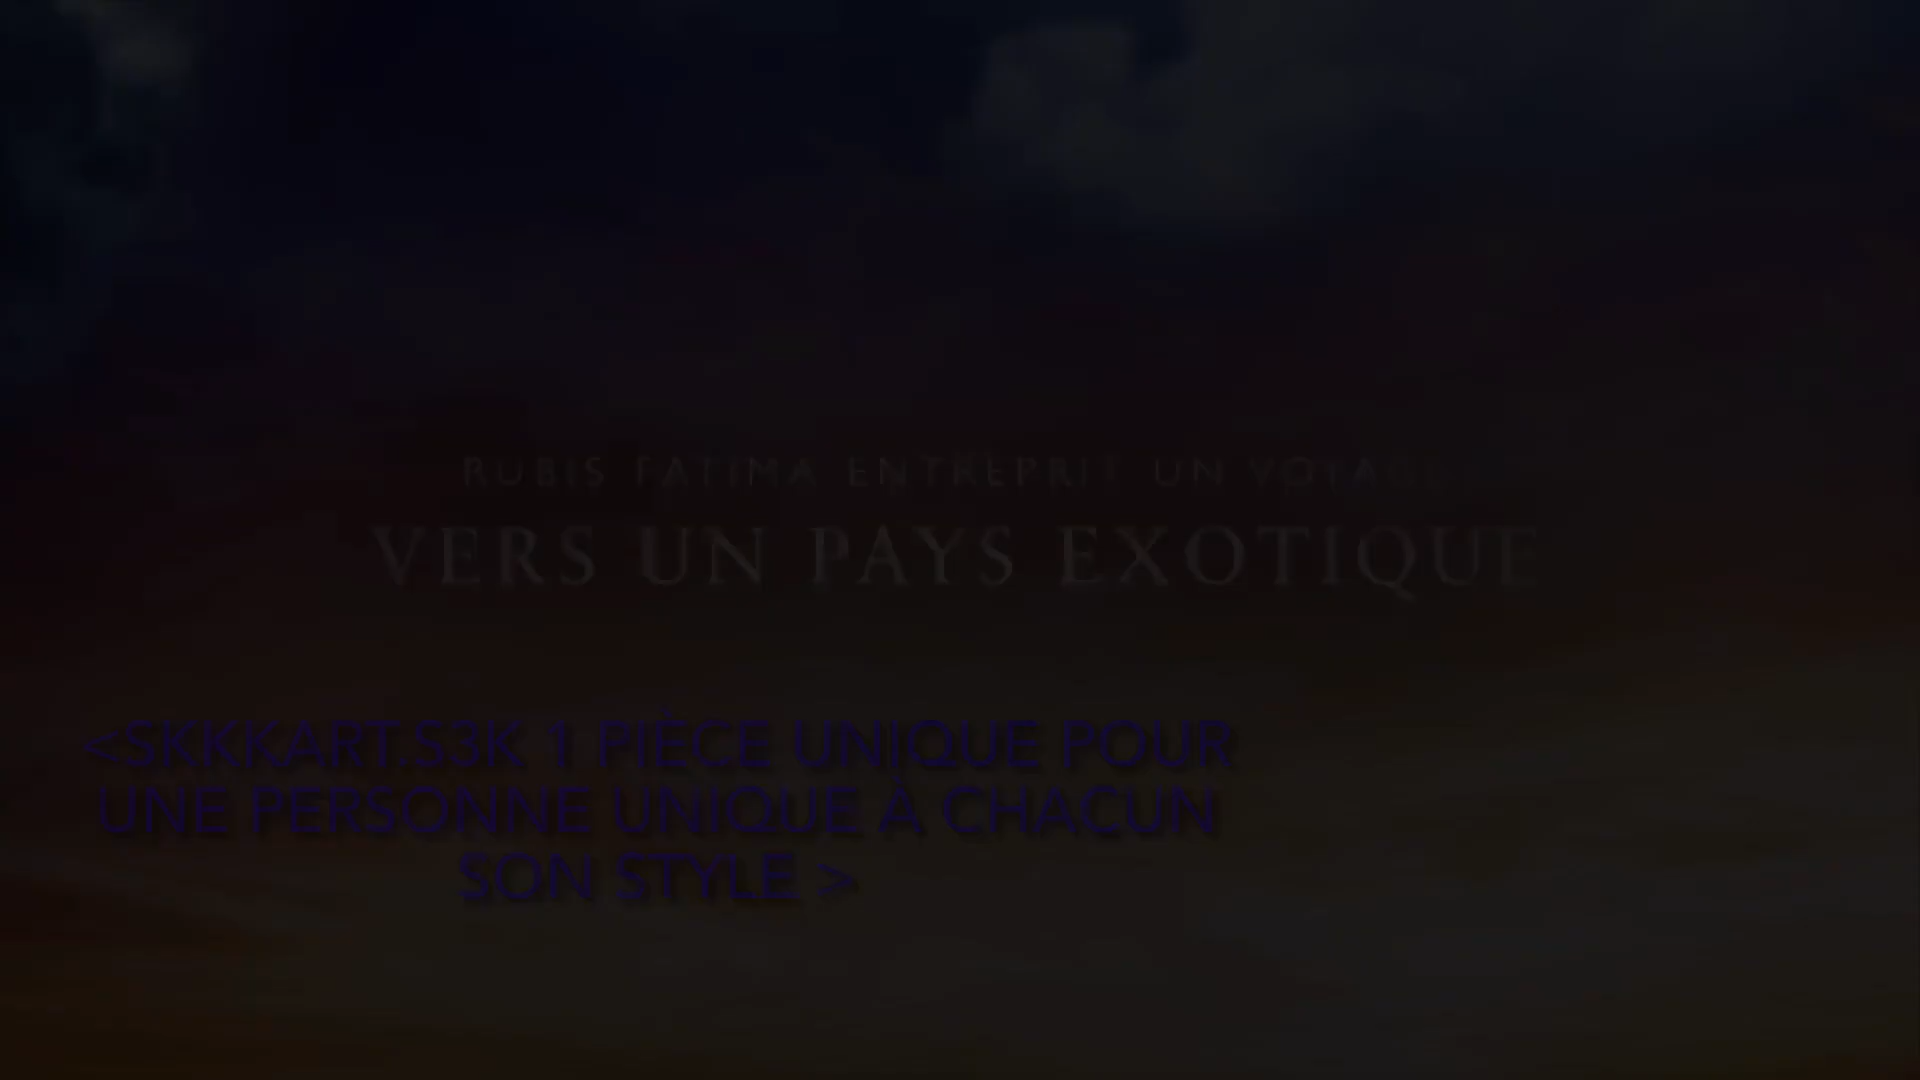 RUBIS FATIMA ENTREPRIT UN VOYAGE
VERS UN PAYS EXOTIQUE
<SKKKART.S3K 1 PIÈCE UNIQUE POUR
UNE PERSONNE UNIQUE À CHACUN
SON STYLE >